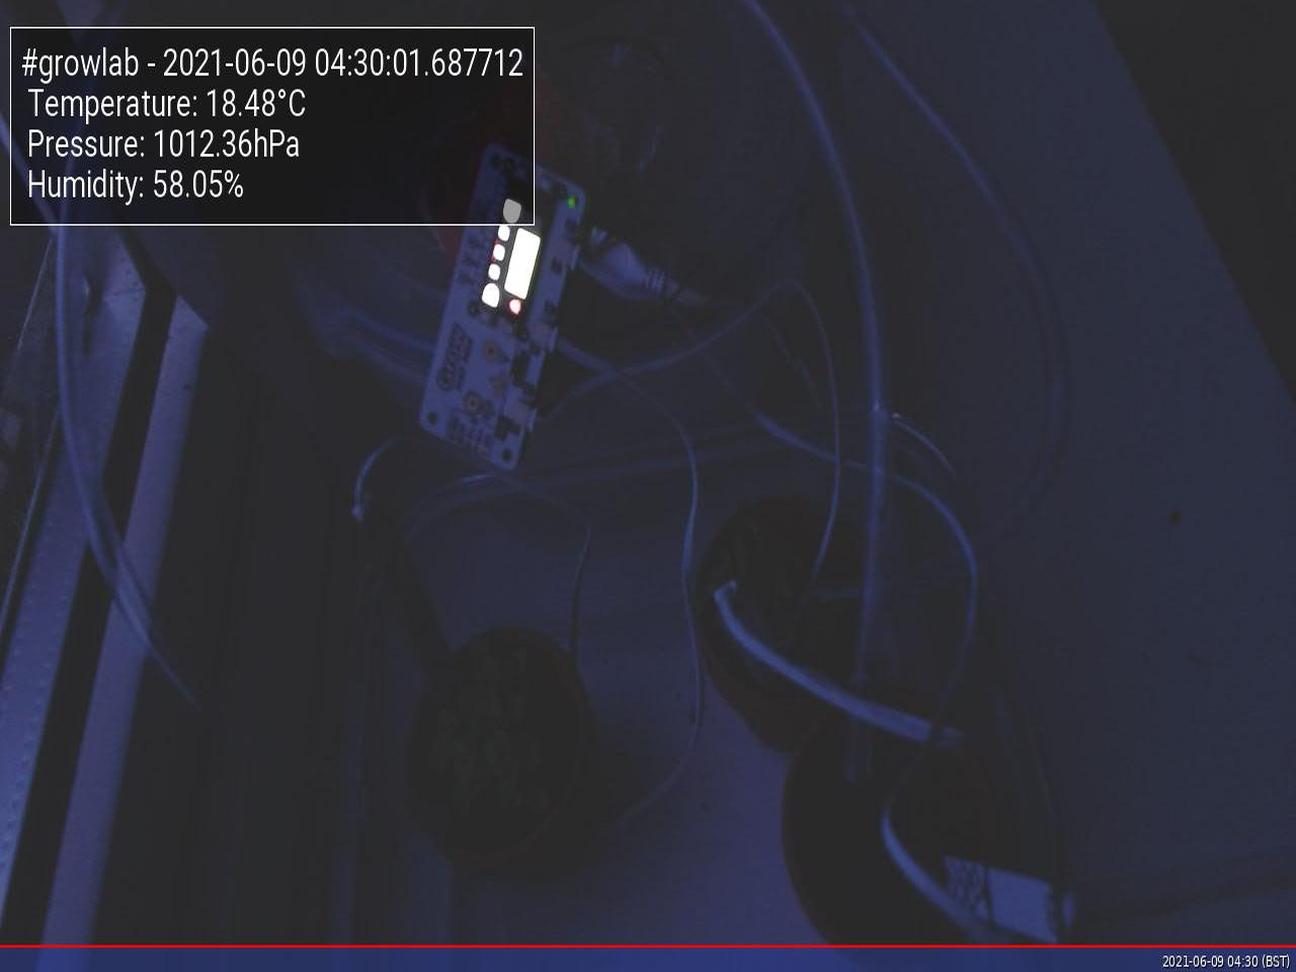 #growlab - 2021-06-09 04:30:01.687712
Temperature: 18.48°C
Pressure: 1012.36hPa
Humidity: 58.05%
2021-06-09 04:30 (BST)